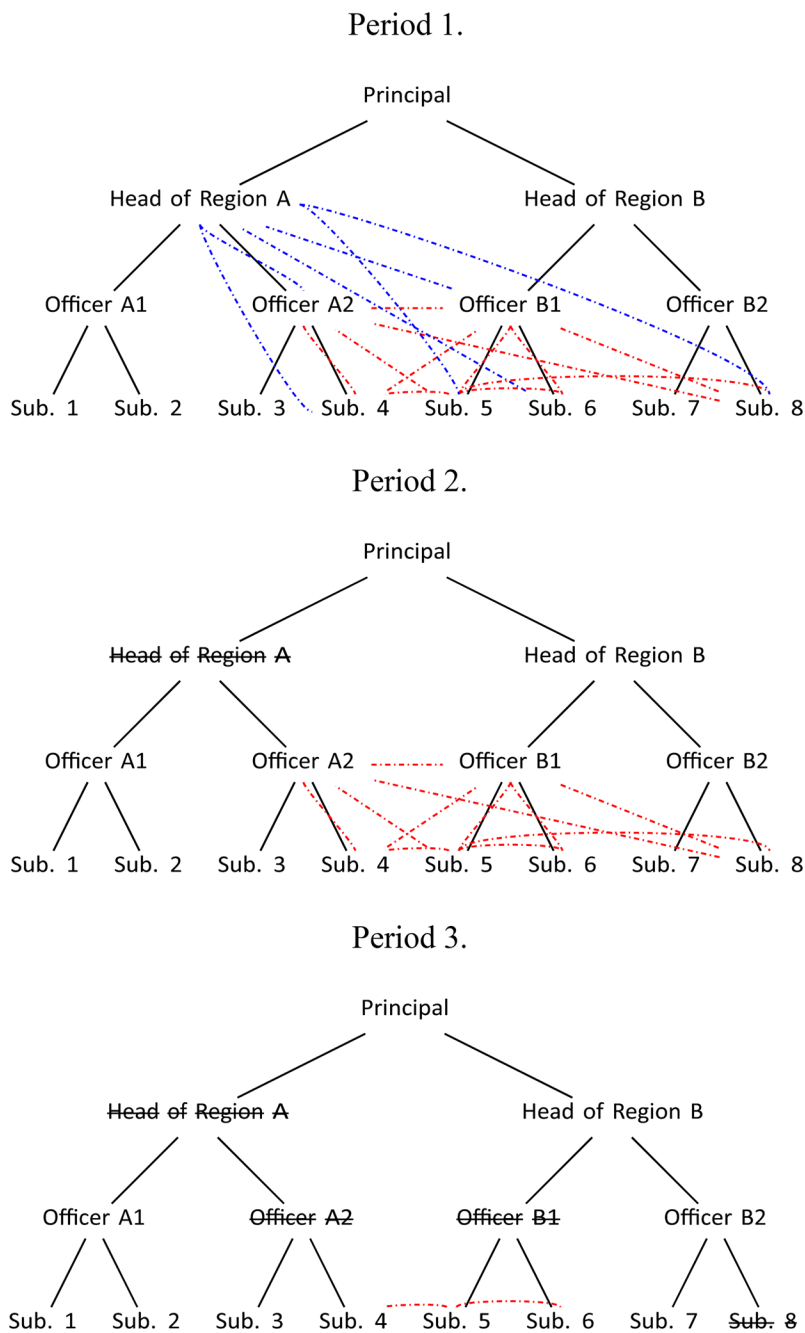 Period 1.
Principal
Head of Region A Head of Region B
Officer A1 Officer A2 Officer B1 Officer B2
Sub. 1 Sub. 2 Sub. 3 Sub. 4 Sub. 5 Sub. 6 Sub. 7 Sub. 8
Period 2.
Principal
Head of Region A Head of Region B
Officer A1 Officer A2 Officer B1 Officer B2
Sub. 1 Sub. 2 Sub. 3 Sub. 4 Sub. 5 Sub. 6 Sub. 7 Sub. 8
Period 3.
Principal
Head of Region A Head of Region B
Officer A1 Officer A2 Officer B1 Officer B2
Sub. 1 Sub. 2 Sub. 3 Sub. 4 Sub. 5 Sub. 6 Sub. 7 Sub. 8